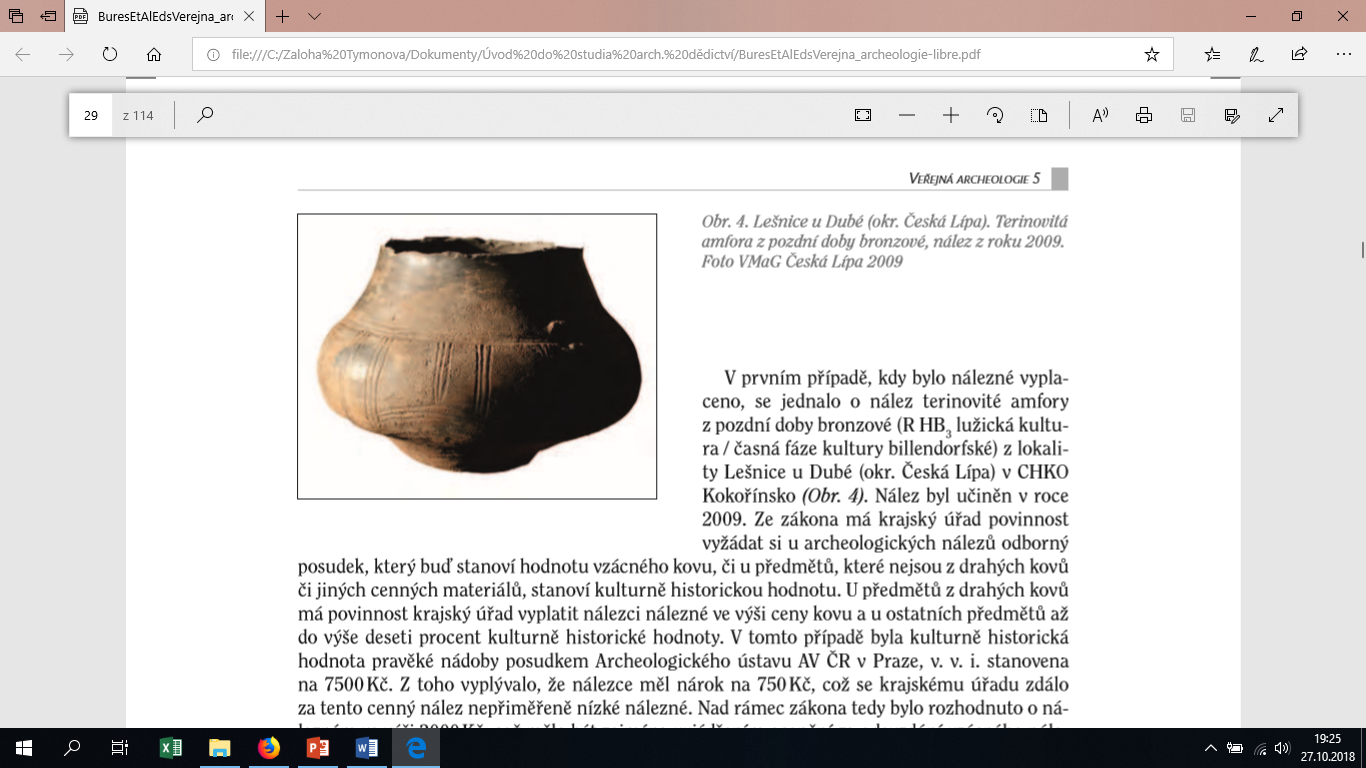 BuresEtAlEdsVerejna_arc
file:///C:/Zaloha%20Tymonova/Dokumenty/Úvod%20do%20studia%20arch.%20dědictví/BuresEtAlEdsVerejna_archeologie-libre.pdf
29 z 114
VEŘEJNÁ ARCHEOLOGIE 5
Obr. 4. Lešnice u Dubé (okr. Česká Lípa). Terinovitá
amfora z pozdní doby bronzové, nález z roku 2009.
Foto VMaG Česká Lípa 2009
V prvním případě, kdy bylo nálezné vypla-
ceno, se jednalo o nález terinovité amfory
z pozdní doby bronzové (R HB3 lužická kultu-
ra / časná fáze kultury billendorfské) z lokali-
ty Lešnice u Dubé (okr. Česká Lípa) v CHKO
Kokořínsko (Obr. 4). Nález byl učiněn v roce
2009. Ze zákona má krajský úřad povinnost
vyžádat si u archeologických nálezů odborný
posudek, který buď stanoví hodnotu vzácného kovu, či u předmětů, které nejsou z drahých kovů
či jiných cenných materiálů, stanoví kulturně historickou hodnotu. U předmětů z drahých kovů
má povinnost krajský úřad vyplatit nálezci nálezné ve výši ceny kovu a u ostatních předmětů až
do výše deseti procent kulturně historické hodnoty. V tomto případě byla kulturně historická
hodnota pravěké nádoby posudkem Archeologického ústavu AV ČR v Praze, v. v. i. stanovena
na 7500 Kč. Z toho vyplývalo, že nálezce měl nárok na 750 Kč, což se krajskému úřadu zdálo
za tento cenný nález nepřiměřeně nízké nálezné. Nad rámec zákona tedy bylo rozhodnuto o ná-
19:25
27.10.2018